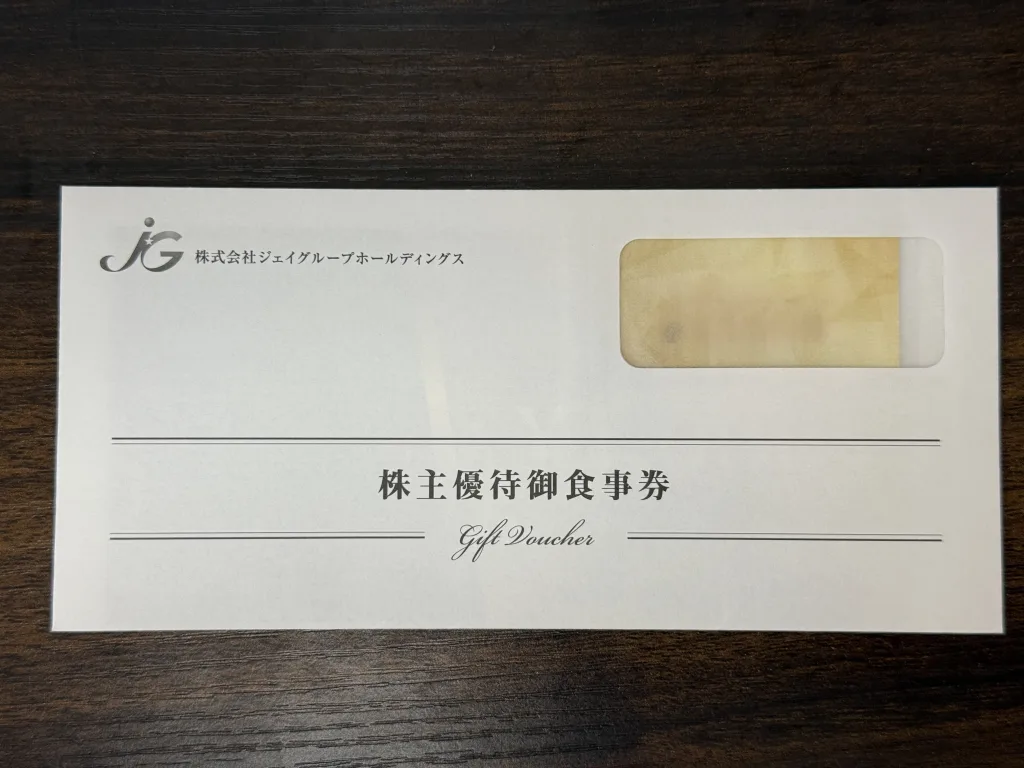 JG 株式会社ジェイグループホールディングス
株主優待御食事券
Gift Voucher